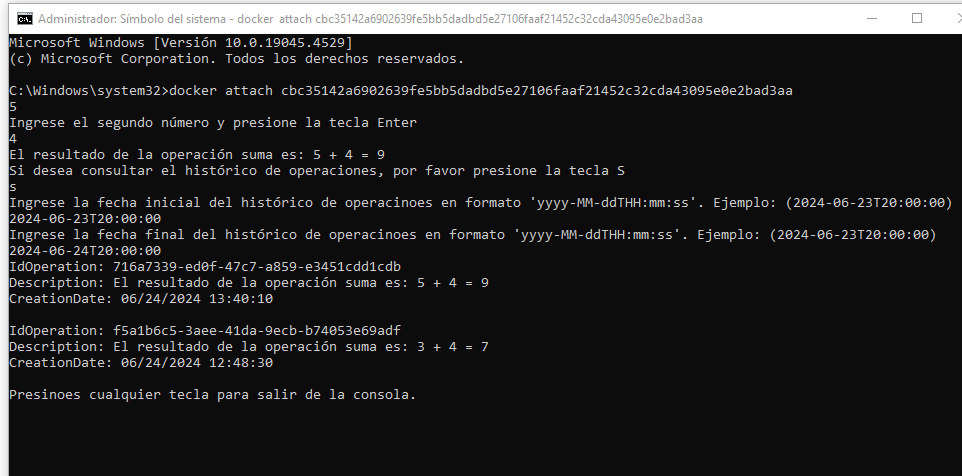 Administrador: Símbolo del sistema - docker  attach cbc35142a6902639fe5bb5dadbd5e27106faaf21452c32cda43095e0e2bad3aa
Microsoft Windows [Versión 10.0.19045.4529]
(c) Microsoft Corporation. Todos los derechos reservados.
C:\Windows\system32>docker attach cbc35142a6902639fe5bb5dadbd5e27106faaf21452c32cda43095e0e2bad3aa
5
Ingrese el segundo número y presione la tecla Enter
4
El resultado de la operación suma es: 5 + 4 = 9
Si desea consultar el histórico de operaciones, por favor presione la tecla S
s
Ingrese la fecha inicial del histórico de operacinoes en formato 'yyyy-MM-ddTHH:mm:ss'. Ejemplo: (2024-06-23T20:00:00)
2024-06-23T20:00:00
Ingrese la fecha final del histórico de operacinoes en formato 'yyyy-MM-ddTHH:mm:ss'. Ejemplo: (2024-06-23T20:00:00)
2024-06-24T20:00:00
IdOperation: 716a7339-ed0f-47c7-a859-e3451cdd1cdb
Description: El resultado de la operación suma es: 5 + 4 = 9
CreationDate: 06/24/2024 13:40:10
IdOperation: f5a1b6c5-3aee-41da-9ecb-b74053e69adf
Description: El resultado de la operación suma es: 3 + 4 = 7
CreationDate: 06/24/2024 12:48:30
Presinoes cualquier tecla para salir de la consola.